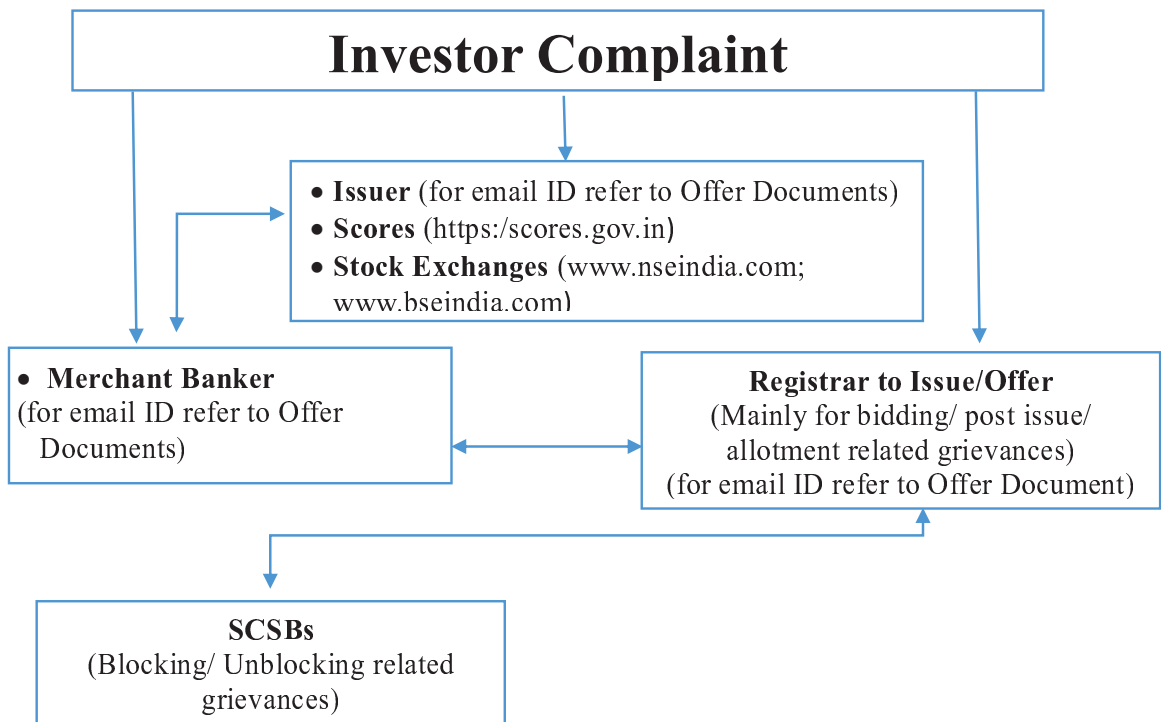 Investor Complaint
• Issuer (for email ID refer to Offer Documents)
• Scores (https:/scores.gov.in)
• Stock Exchanges (www.nseindia.com;
www.bseindia.com)
• Merchant Banker
(for email ID refer to Offer
Documents)
Registrar to Issue/Offer
(Mainly for bidding/ post issue/
allotment related grievances)
(for email ID refer to Offer Document)
SCSBs
(Blocking/ Unblocking related
grievances)